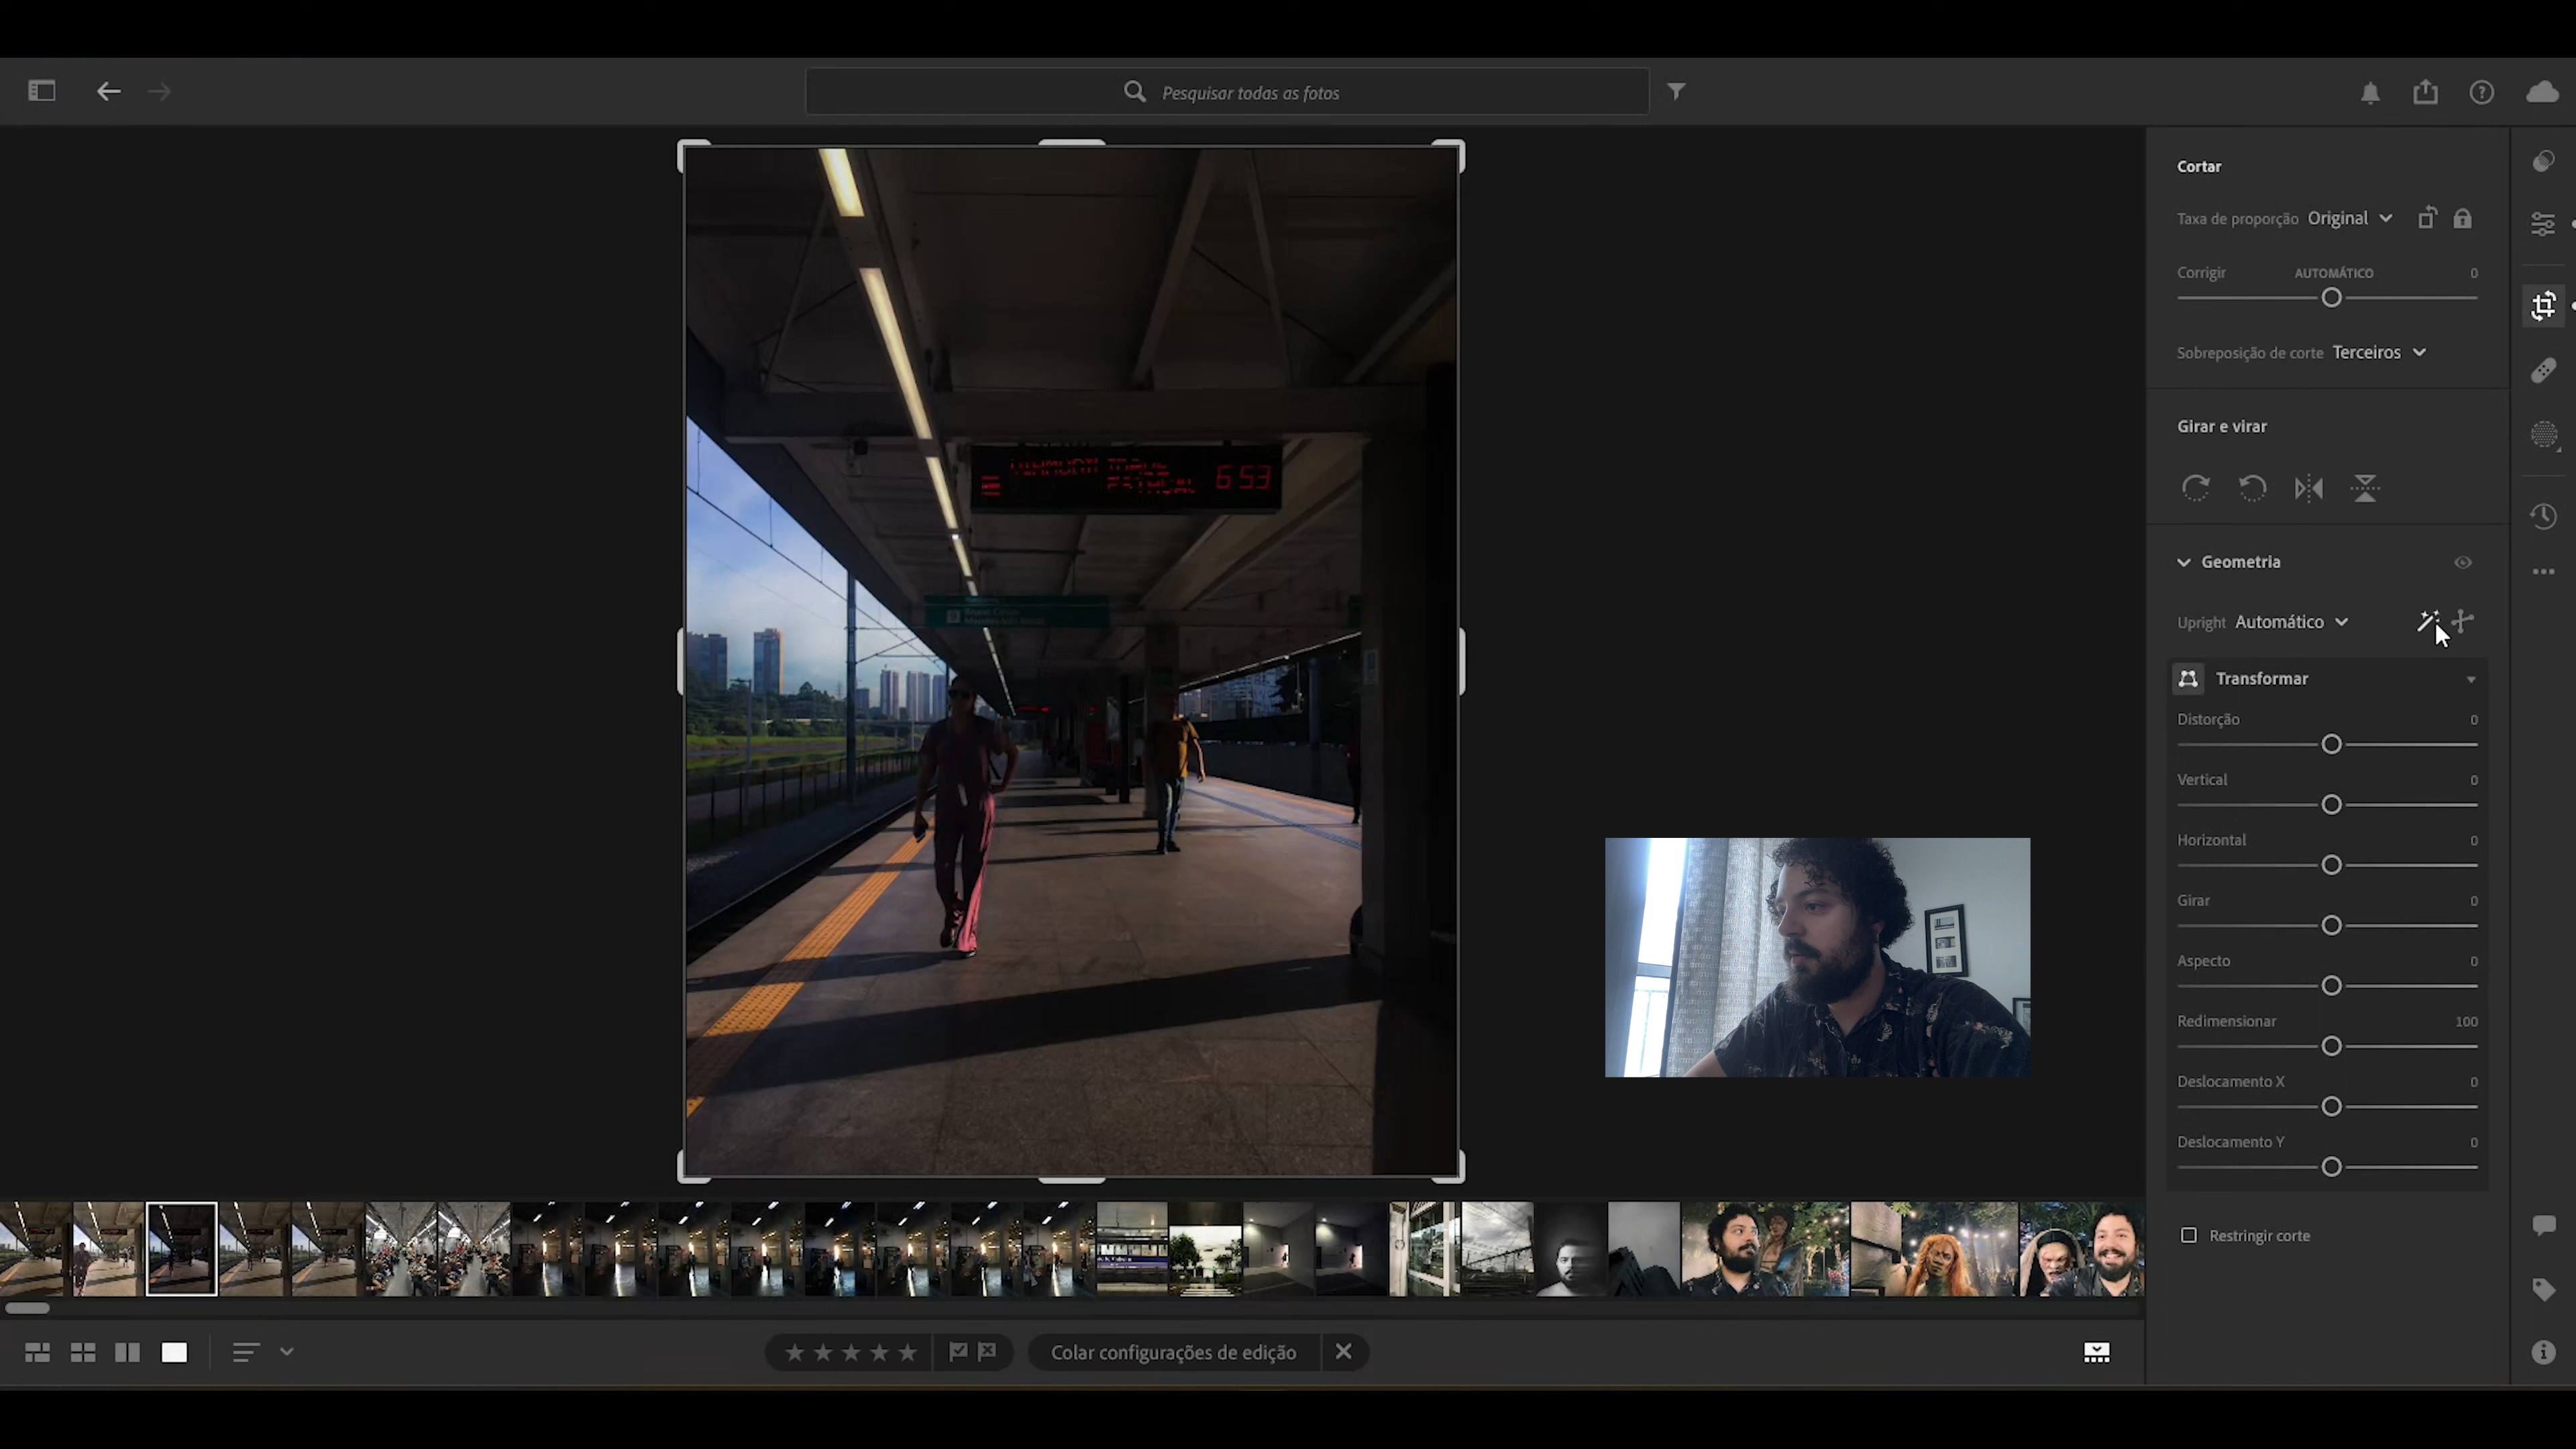 Pesquisar todas as fotos
Cortar
Taxa de proporção Original
Corrigir AUTOMÁTICO 0
Sobreposição de corte Terceiros
Girar e virar
Geometria
Upright Automático
Transformar
Distorção 0
Vertical 0
Horizontal 0
Girar 0
Aspecto 0
Redimensionar 100
Deslocamento X 0
Deslocamento Y 0
Restringir corte
6 53
Colar configurações de edição